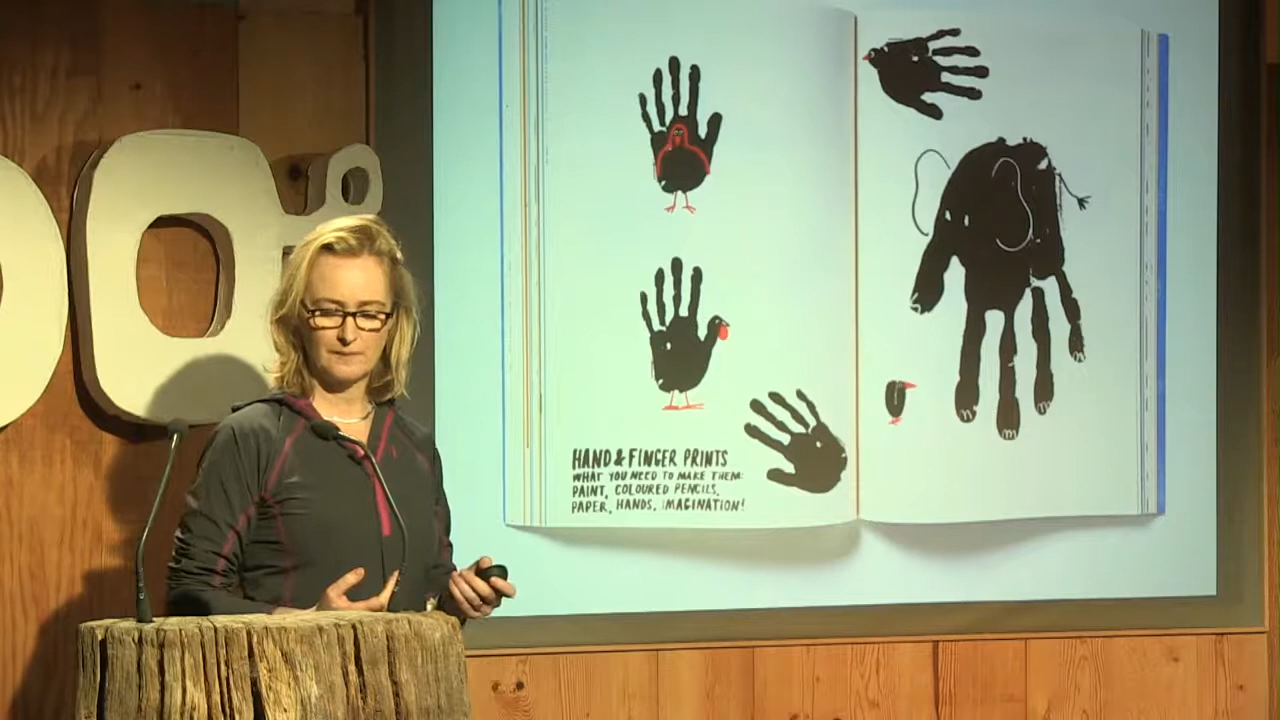 HAND & FINGER PRINTS
WHAT YOU NEED TO MAKE THEM:
PAINT, COLOURED PENCILS,
PAPER, HANDS, IMAGINATION!